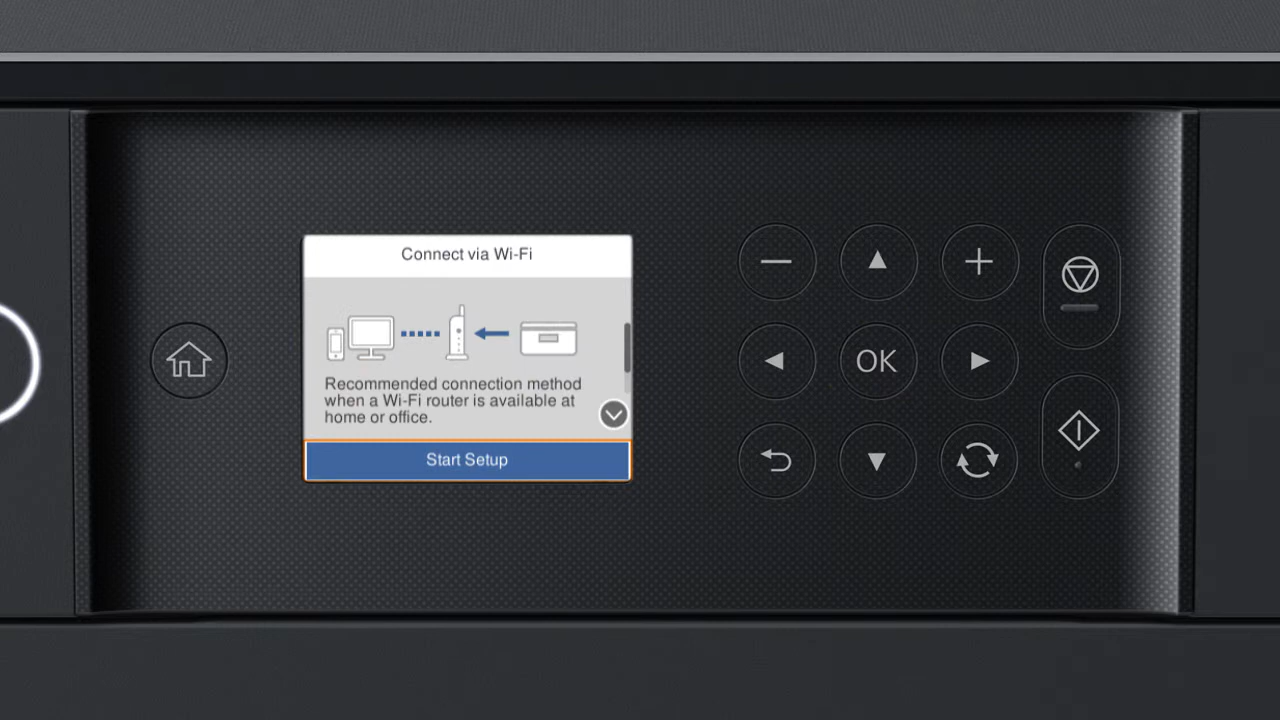 Connect via Wi-Fi
Recommended connection method
when a Wi-Fi router is available at
home or office.
Start Setup
OK